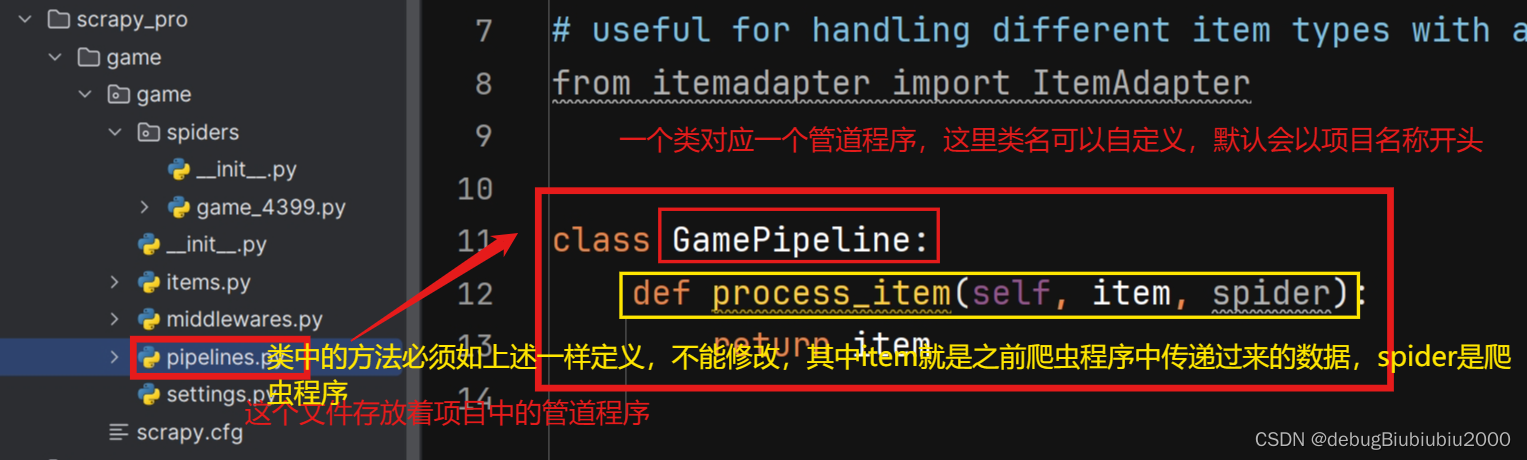 scrapy_pro
game
game
spiders
__init__.py
game_4399.py
__init__.py
items.py
middlewares.py
pipelines.py
settings.py
scrapy.cfg
7 # useful for handling different item types with a
8 from itemadapter import ItemAdapter
9
一个类对应一个管道程序，这里类名可以自定义，默认会以项目名称开头
10
11 class GamePipeline:
12 def process_item(self, item, spider):
13 return item
14
类中的方法必须如上述一样定义，不能修改，其中item就是之前爬虫程序中传递过来的数据，spider是爬
虫程序
这个文件存放着项目中的管道程序
CSDN @debugBiubiubiu2000